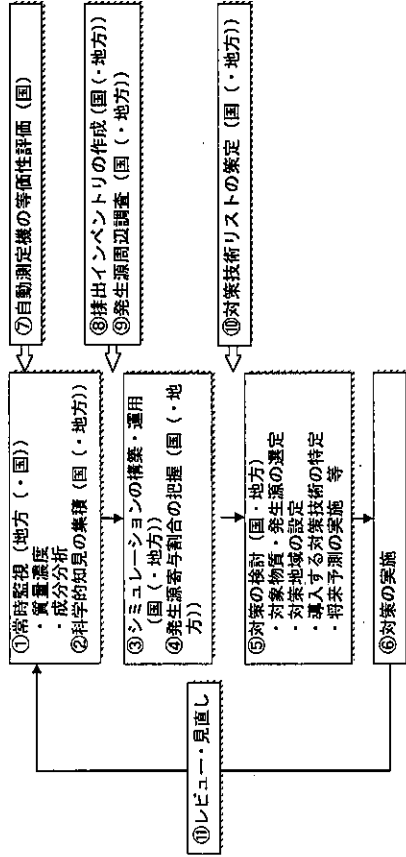 ①常時監視（地方（・国））
・質量濃度
・成分分析
②科学的知見の集積（国（・地方））
⑦自動測定機の等価性評価（国）
③シミュレーションの構築・運用
（国（・地方））
④発生源寄与割合の把握（国（・地
方））
⑧排出インベントリの作成（国（・地方））
⑨発生源周辺調査（国（・地方））
⑤対策の検討（国・地方）
・対象物質・発生源の選定
・対策地域の設定
・導入する対策技術の特定
・将来予測の実施　等
⑩対策技術リストの策定（国（・地方））
⑥対策の実施
⑪レビュー・見直し